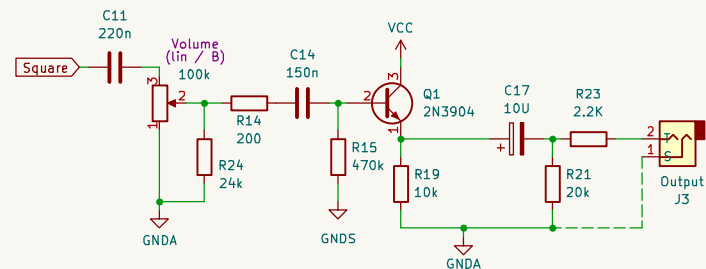 C11
220n
Square
Volume
(lin / B)
100k
3
2
1
R14
200
R24
24k
GNDA
C14
150n
R15
470k
GNDS
VCC
3
2
1
Q1
2N3904
R19
10k
GNDA
C17
10U
+
R23
2.2K
R21
20k
2
T
1
S
Output
J3